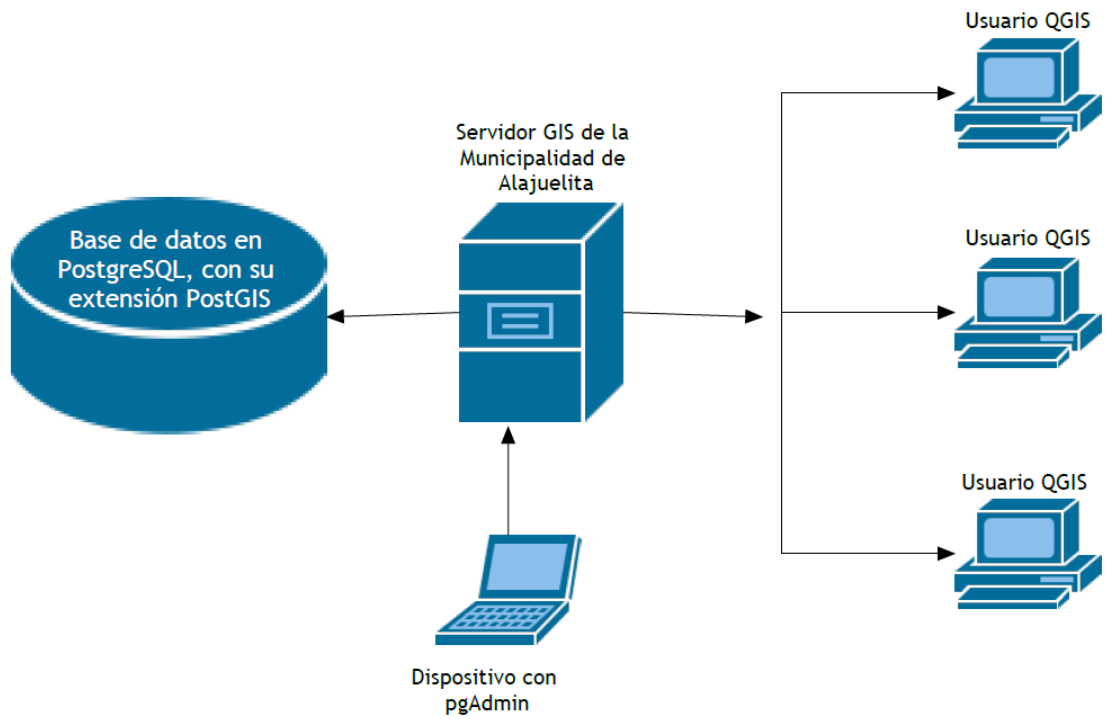 Usuario QGIS
Servidor GIS de la
Municipalidad de
Alajuelita
Base de datos en
PostgreSQL, con su
extensión PostGIS
Usuario QGIS
Usuario QGIS
Dispositivo con
pgAdmin